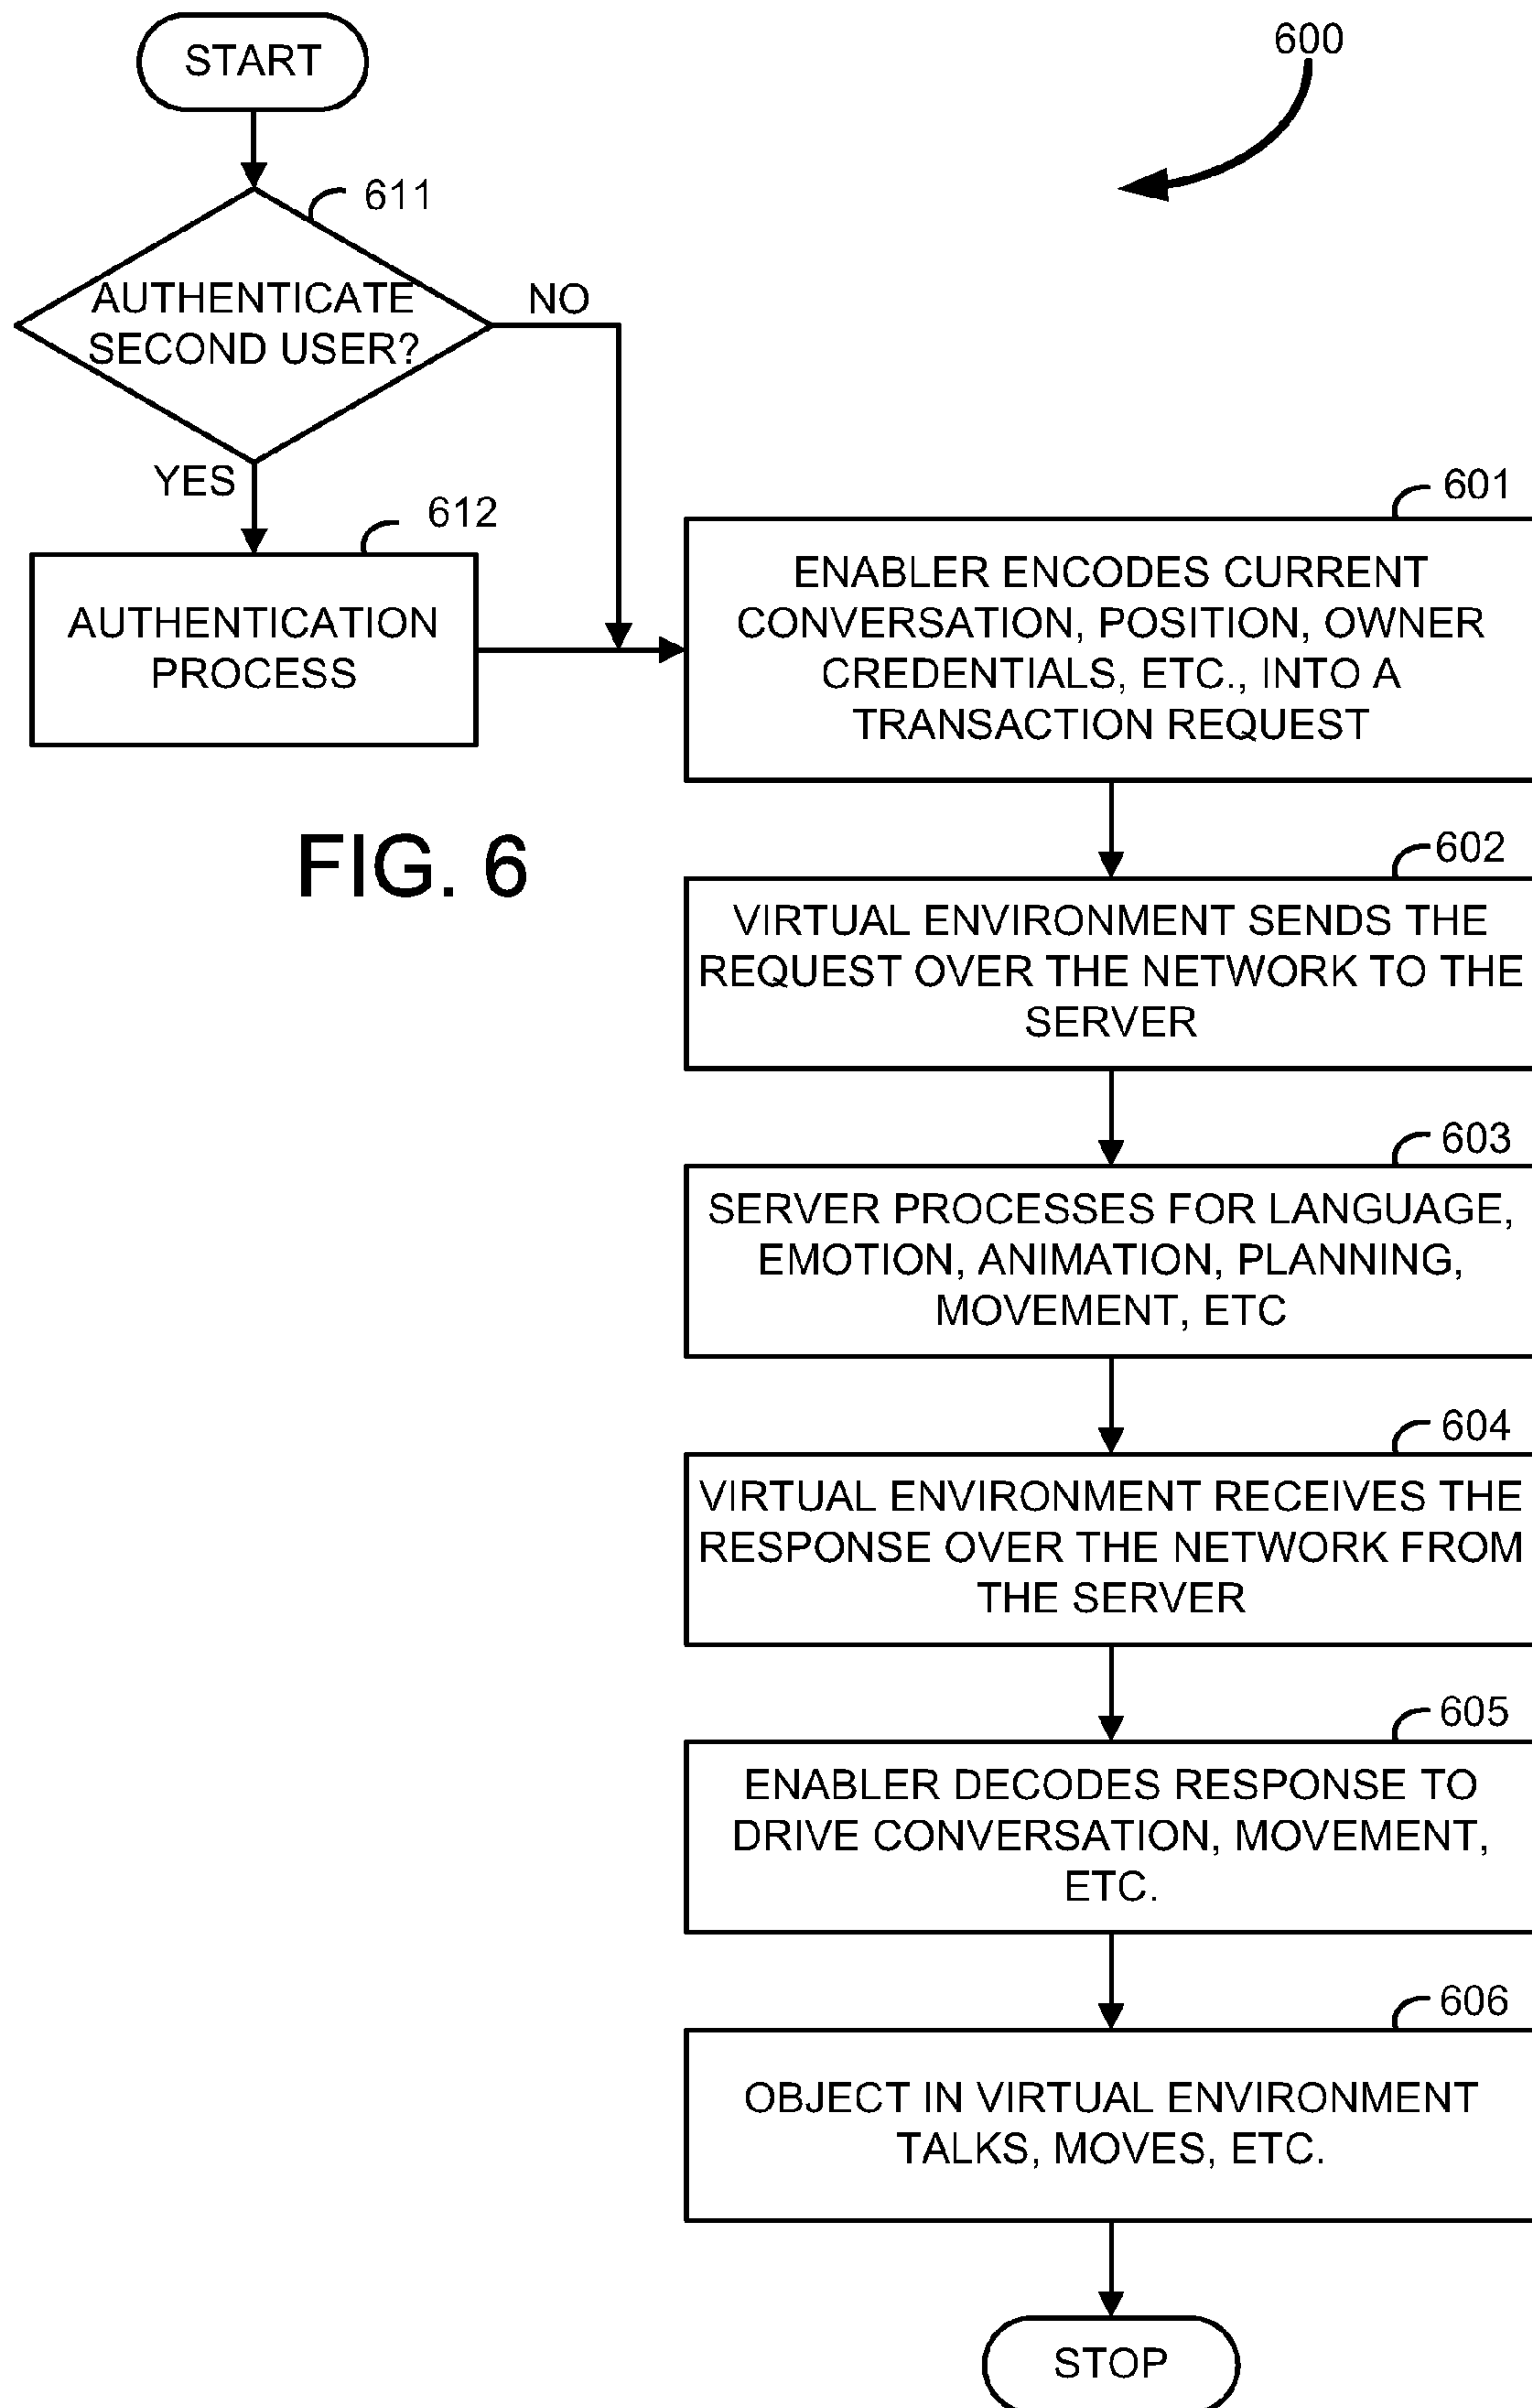 START
600
611
AUTHENTICATE
SECOND USER?
NO
YES
612
AUTHENTICATION
PROCESS
601
ENABLER ENCODES CURRENT
CONVERSATION, POSITION, OWNER
CREDENTIALS, ETC., INTO A
TRANSACTION REQUEST
FIG. 6
602
VIRTUAL ENVIRONMENT SENDS THE
REQUEST OVER THE NETWORK TO THE
SERVER
603
SERVER PROCESSES FOR LANGUAGE,
EMOTION, ANIMATION, PLANNING,
MOVEMENT, ETC
604
VIRTUAL ENVIRONMENT RECEIVES THE
RESPONSE OVER THE NETWORK FROM
THE SERVER
605
ENABLER DECODES RESPONSE TO
DRIVE CONVERSATION, MOVEMENT,
ETC.
606
OBJECT IN VIRTUAL ENVIRONMENT
TALKS, MOVES, ETC.
STOP